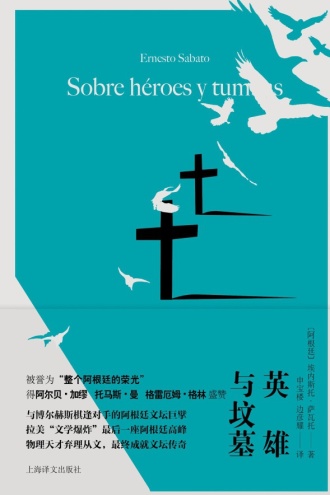 Ernesto Sabato
Sobre héroes y tumbas
英雄
与坟墓
〔阿根廷〕埃内斯托·萨瓦托 著
申宝楼 边彦耀 译
被誉为“整个阿根廷的荣光”
得阿尔贝·加缪 托马斯·曼 格雷厄姆·格林 盛赞
与博尔赫斯棋逢对手的阿根廷文坛巨擘
拉美“文学爆炸”最后一座阿根廷高峰
物理天才弃理从文，最终成就文坛传奇
上海译文出版社